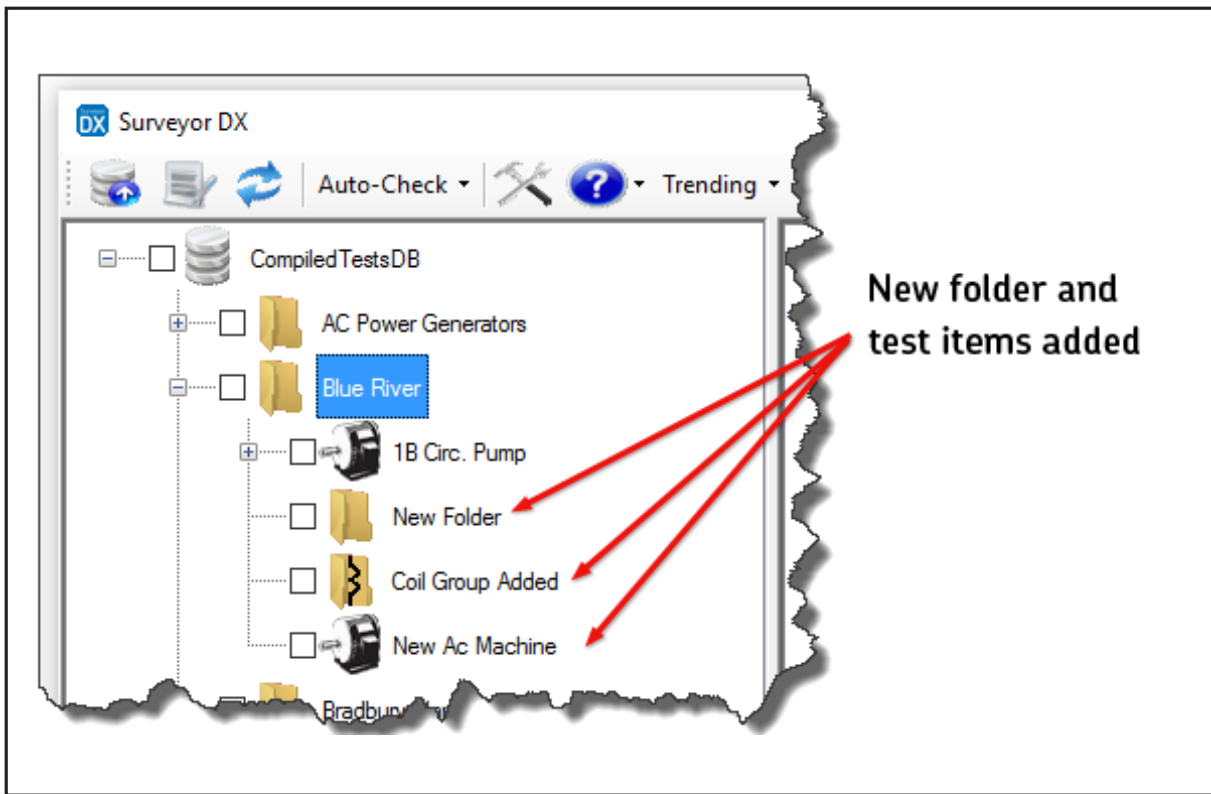 DX Surveyor DX
Auto-Check ? Trending
CompiledTestsDB
AC Power Generators
Blue River
1B Circ. Pump
New Folder
Coil Group Added
New Ac Machine
New folder and
test items added